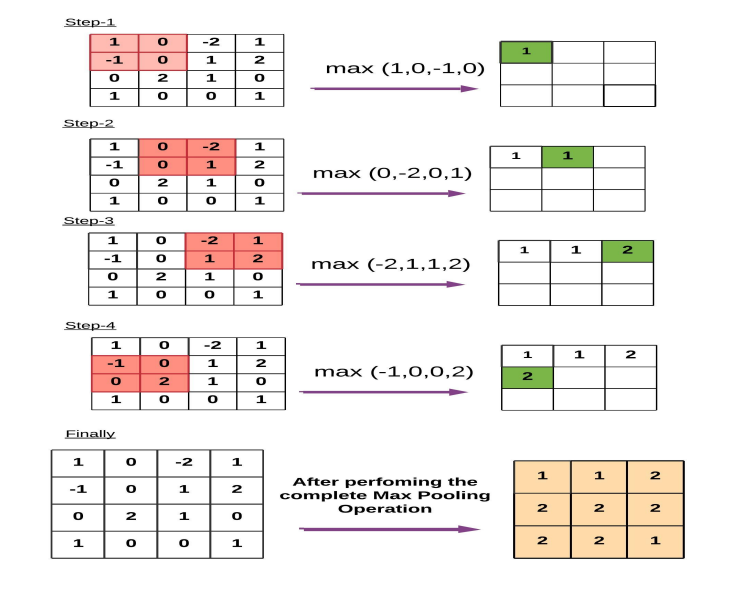 Step-1
1 0 -2 1
-1 0 1 2
0 2 1 0
1 0 0 1
max (1,0,-1,0)
1
Step-2
1 0 -2 1
-1 0 1 2
0 2 1 0
1 0 0 1
max (0,-2,0,1)
1 1
Step-3
1 0 -2 1
-1 0 1 2
0 2 1 0
1 0 0 1
max (-2,1,1,2)
1 1 2
Step-4
1 0 -2 1
-1 0 1 2
0 2 1 0
1 0 0 1
max (-1,0,0,2)
1 1 2
2
Finally
1 0 -2 1
-1 0 1 2
0 2 1 0
1 0 0 1
After perfoming the
complete Max Pooling
Operation
1 1 2
2 2 2
2 2 1